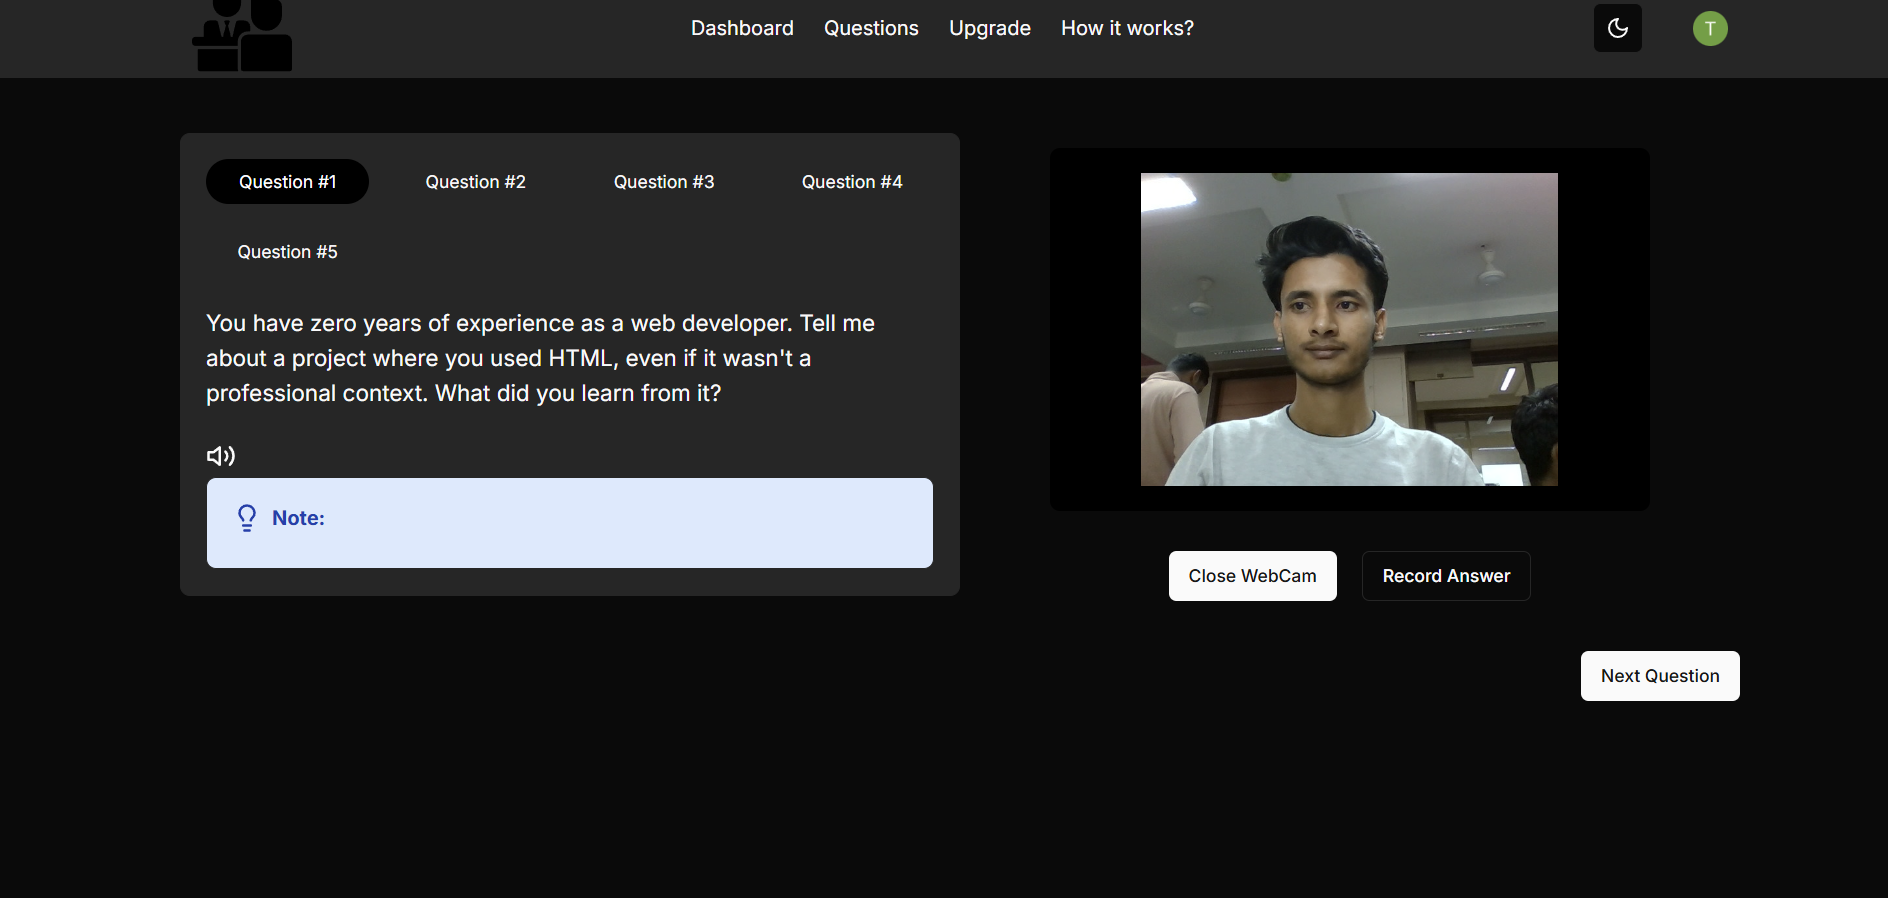 Dashboard Questions Upgrade How it works? T
Question #1 Question #2 Question #3 Question #4
Question #5
You have zero years of experience as a web developer. Tell me
about a project where you used HTML, even if it wasn't a
professional context. What did you learn from it?
Note:
Close WebCam Record Answer
Next Question